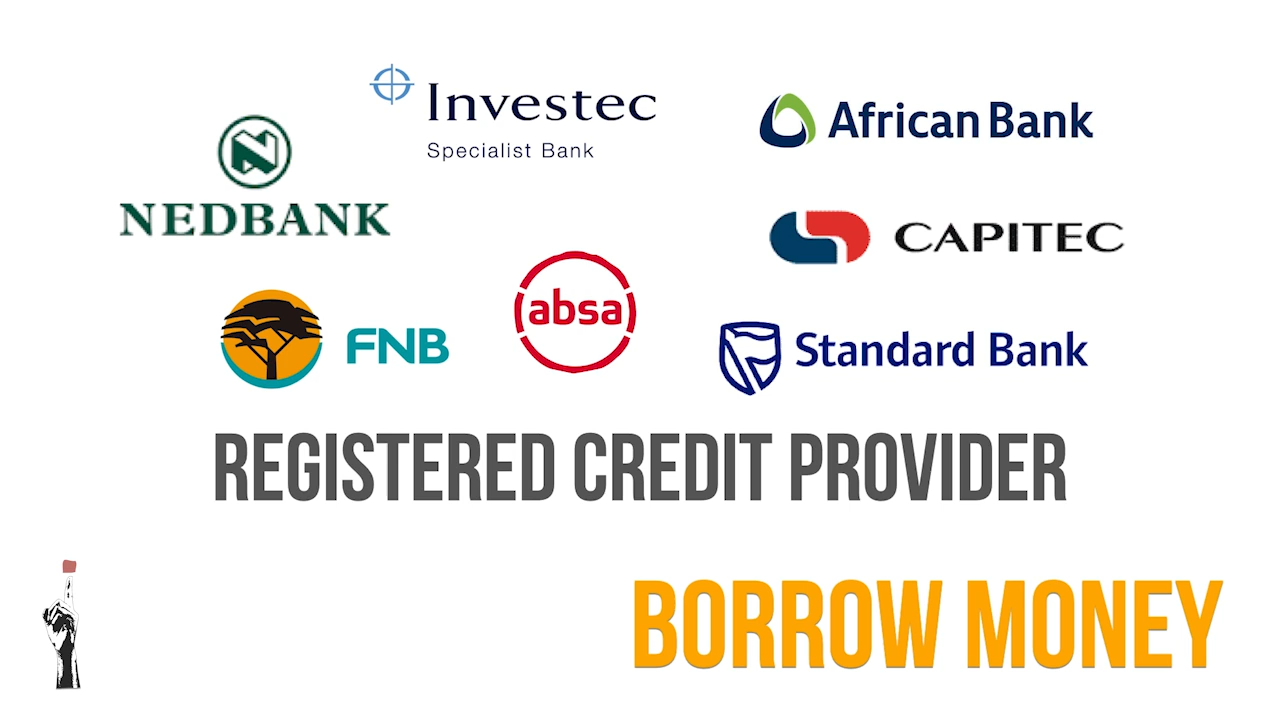 Investec
Specialist Bank
African Bank
NEDBANK
CAPITEC
absa
FNB
Standard Bank
REGISTERED CREDIT PROVIDER
BORROW MONEY